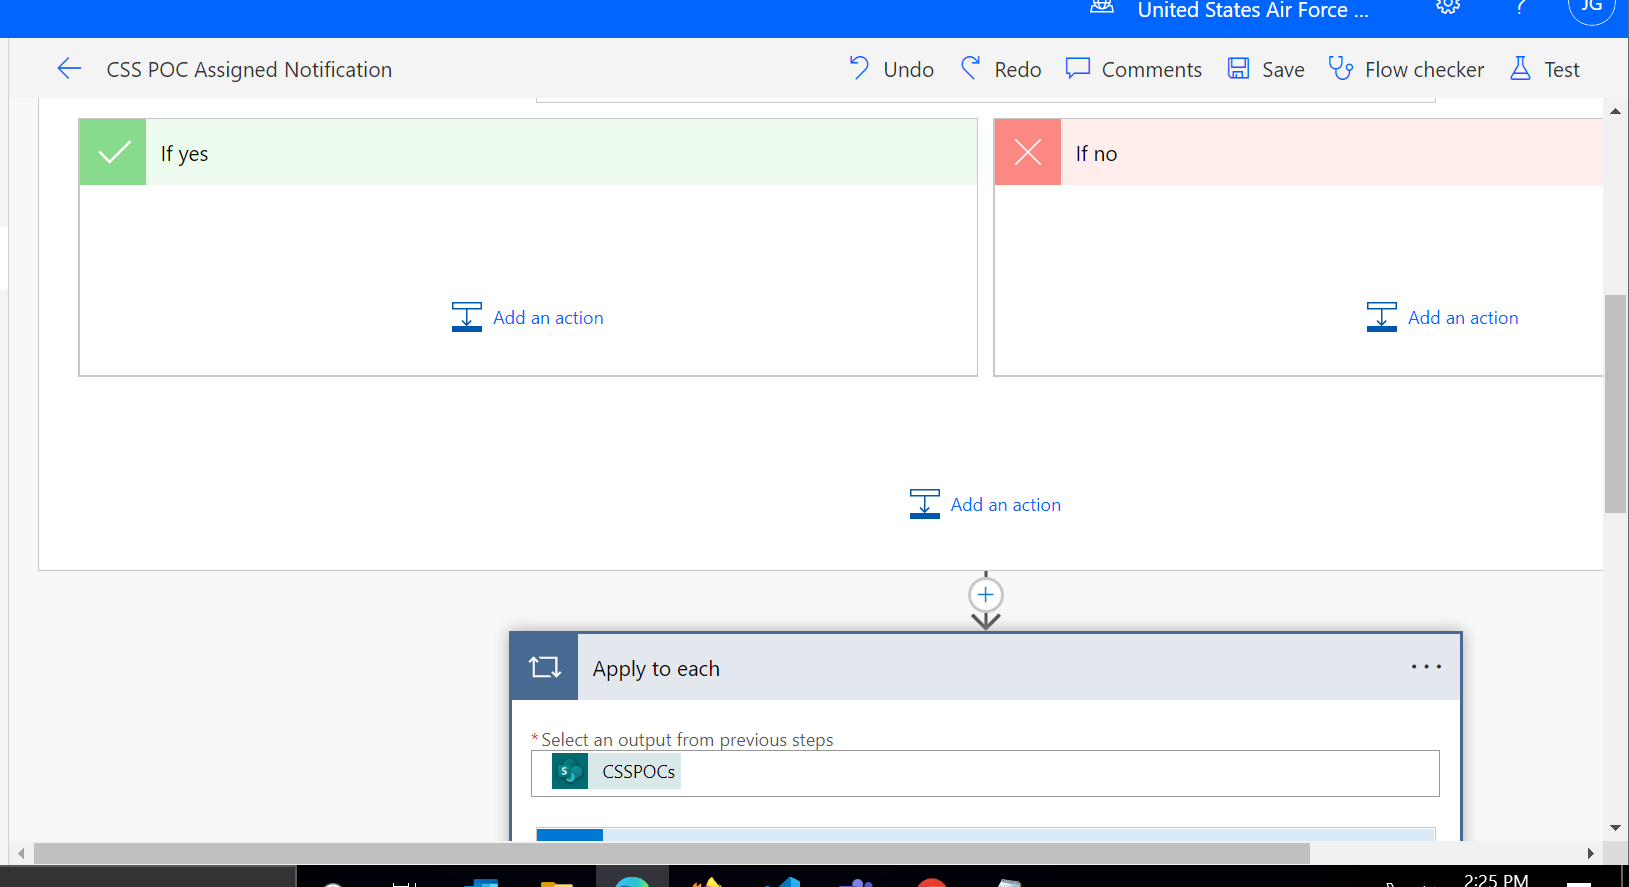 United States Air Force ...
?
JG
CSS POC Assigned Notification
Undo
Redo
Comments
Save
Flow checker
Test
If yes
If no
Add an action
Add an action
Add an action
Apply to each
...
* Select an output from previous steps
S
CSSPOCs
2:25 PM